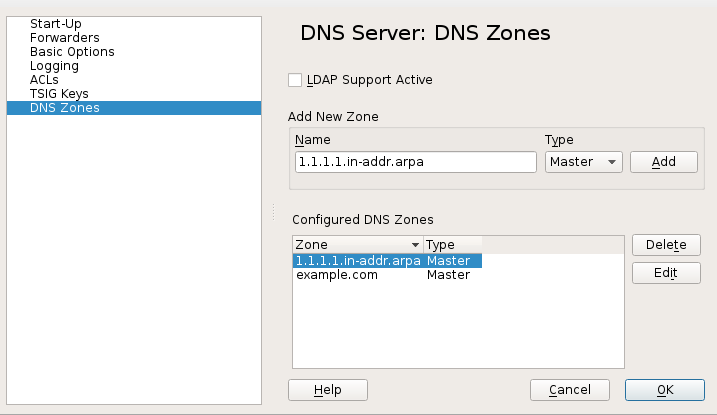 Start-Up
Forwarders
Basic Options
Logging
ACLs
TSIG Keys
DNS Zones
DNS Server: DNS Zones
LDAP Support Active
Add New Zone
Name Type
1.1.1.1.in-addr.arpa Master Add
Configured DNS Zones
Zone Type
1.1.1.1.in-addr.arpa Master
example.com Master
Delete
Edit
Help Cancel OK